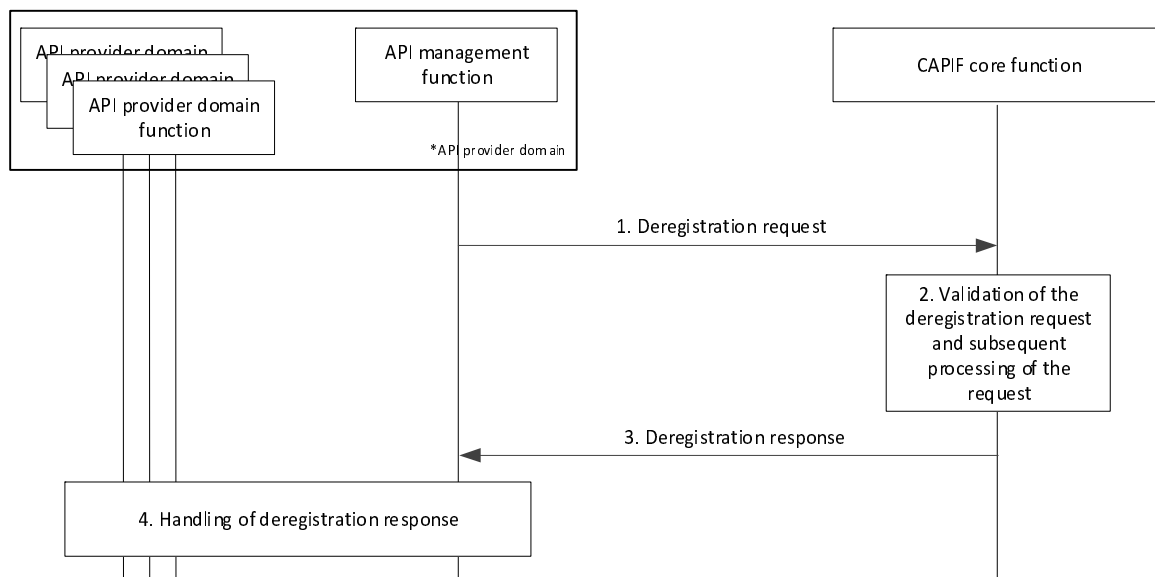 API provider domain
API provider domain
API provider domain
function
API management
function
CAPIF core function
*API provider domain
1. Deregistration request
2. Validation of the
deregistration request
and subsequent
processing of the
request
3. Deregistration response
4. Handling of deregistration response